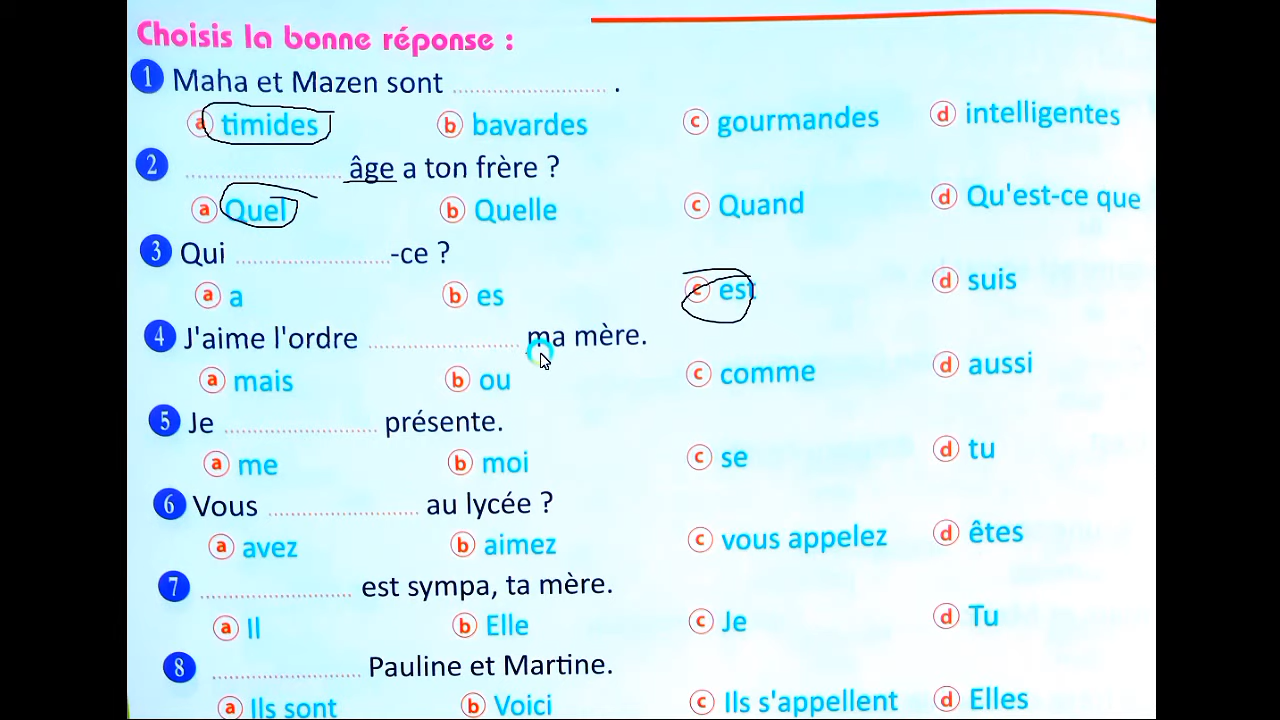 Choisis la bonne réponse :
1 Maha et Mazen sont ........................ .
a timides b bavardes c gourmandes d intelligentes
2 ........................ âge a ton frère ?
a Quel b Quelle c Quand d Qu'est-ce que
3 Qui ........................-ce ?
a a b es c est d suis
4 J'aime l'ordre ........................ ma mère.
a mais b ou c comme d aussi
5 Je ........................ présente.
a me b moi c se d tu
6 Vous ........................ au lycée ?
a avez b aimez c vous appelez d êtes
7 ........................ est sympa, ta mère.
a Il b Elle c Je d Tu
8 ........................ Pauline et Martine.
a Ils sont b Voici c Ils s'appellent d Elles